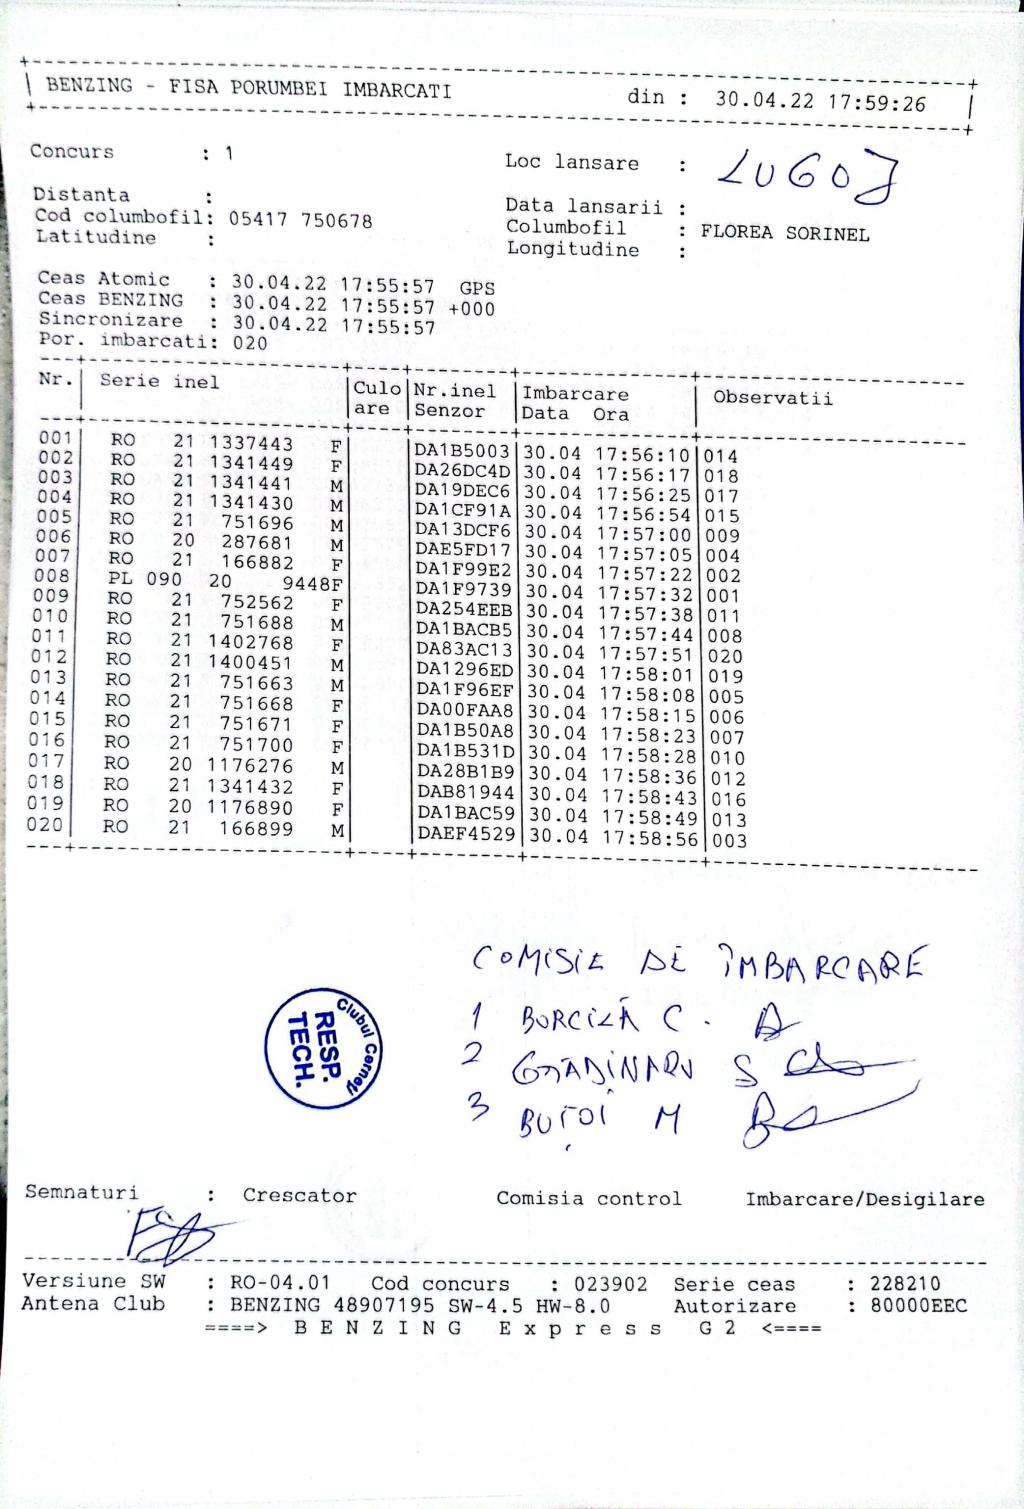 BENZING - FISA PORUMBEI IMBARCATI din : 30.04.22 17:59:26
Concurs : 1 Loc lansare : LUGOJ
Distanta : Data lansarii :
Cod columbofil: 05417 750678 Columbofil : FLOREA SORINEL
Latitudine : Longitudine :
Ceas Atomic : 30.04.22 17:55:57 GPS
Ceas BENZING : 30.04.22 17:55:57 +000
Sincronizare : 30.04.22 17:55:57
Por. imbarcati: 020
Nr. Serie inel Culo Nr.inel Imbarcare Observatii
are Senzor Data Ora
001 RO 21 1337443 F DA1B5003 30.04 17:56:10 014
002 RO 21 1341449 F DA26DC4D 30.04 17:56:17 018
003 RO 21 1341441 M DA19DEC6 30.04 17:56:25 017
004 RO 21 1341430 M DA1CF91A 30.04 17:56:54 015
005 RO 21 751696 M DA13DCF6 30.04 17:57:00 009
006 RO 20 287681 M DAE5FD17 30.04 17:57:05 004
007 RO 21 166882 F DA1F99E2 30.04 17:57:22 002
008 PL 090 20 9448F DA1F9739 30.04 17:57:32 001
009 RO 21 752562 F DA254EEB 30.04 17:57:38 011
010 RO 21 751688 M DA1BACB5 30.04 17:57:44 008
011 RO 21 1402768 F DA83AC13 30.04 17:57:51 020
012 RO 21 1400451 M DA1296ED 30.04 17:58:01 019
013 RO 21 751663 M DA1F96EF 30.04 17:58:08 005
014 RO 21 751668 F DA00FAA8 30.04 17:58:15 006
015 RO 21 751671 F DA1B50A8 30.04 17:58:23 007
016 RO 21 751700 F DA1B531D 30.04 17:58:28 010
017 RO 20 1176276 M DA28B1B9 30.04 17:58:36 012
018 RO 21 1341432 F DAB81944 30.04 17:58:43 016
019 RO 20 1176890 F DA1BAC59 30.04 17:58:49 013
020 RO 21 166899 M DAEF4529 30.04 17:58:56 003
COMISIE DE ÎMBARCARE
1 BURCIZĂ C.
2 GRĂDINARU S
3 BUȚOI M
Clubul Cerneți
RESP.
TECH.
Semnaturi : Crescator Comisia control Imbarcare/Desigilare
Versiune SW : RO-04.01 Cod concurs : 023902 Serie ceas : 228210
Antena Club : BENZING 48907195 SW-4.5 HW-8.0 Autorizare : 80000EEC
====> B E N Z I N G E x p r e s s G 2 <====